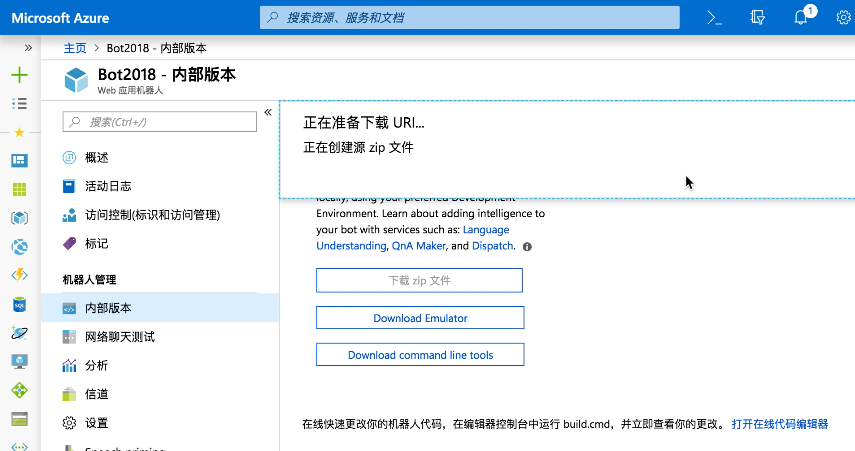 Microsoft Azure
搜索资源、服务和文档
1
主页 > Bot2018 - 内部版本
Bot2018 - 内部版本
Web 应用机器人
搜索(Ctrl+/)
概述
活动日志
访问控制(标识和访问管理)
标记
机器人管理
内部版本
网络聊天测试
分析
信道
设置
正在准备下载 URI...
正在创建源 zip 文件
locally, using your preferred Development
Environment. Learn about adding intelligence to
your bot with services such as: Language
Understanding, QnA Maker, and Dispatch.
下载 zip 文件
Download Emulator
Download command line tools
在线快速更改你的机器人代码，在编辑器控制台中运行 build.cmd，并立即查看你的更改。 打开在线代码编辑器
SQL
Speech priming